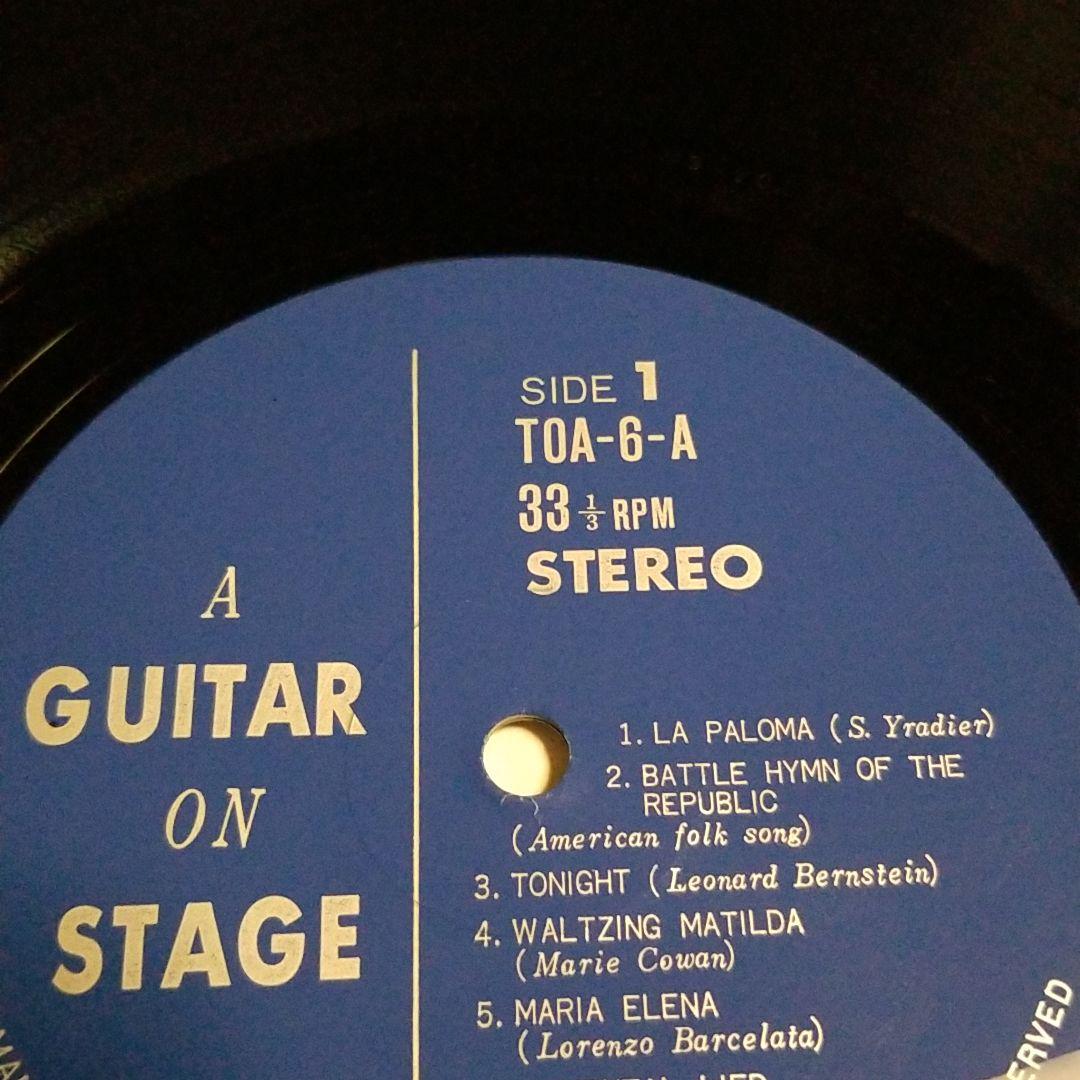 A
GUITAR
ON
STAGE
SIDE 1
TOA-6-A
33 1/3 RPM
STEREO
1. LA PALOMA (S. Yradier)
2. BATTLE HYMN OF THE
REPUBLIC
(American folk song)
3. TONIGHT (Leonard Bernstein)
4. WALTZING MATILDA
(Marie Cowan)
5. MARIA ELENA
(Lorenzo Barcelata)